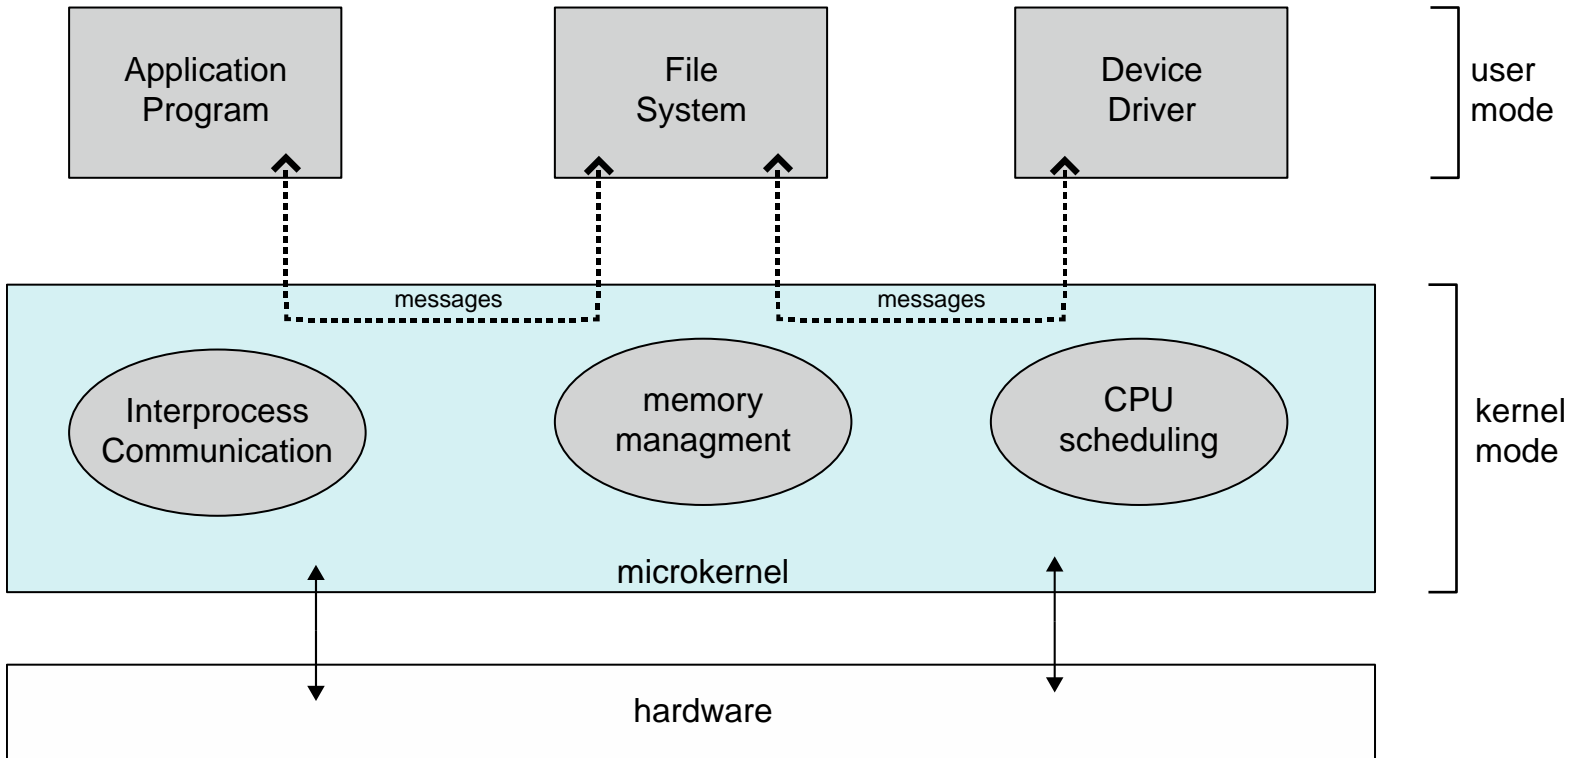 Application
Program
File
System
Device
Driver
user
mode
messages
messages
Interprocess
Communication
memory
managment
CPU
scheduling
kernel
mode
microkernel
hardware